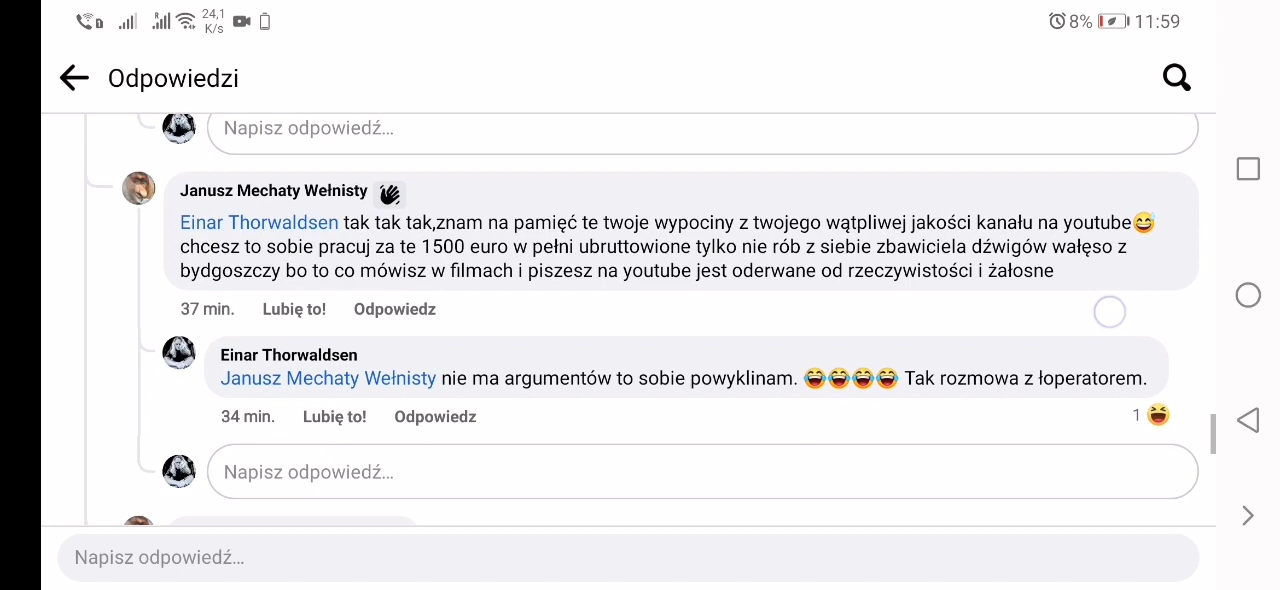 24,1
K/s
8%
11:59
Odpowiedzi
Napisz odpowiedź...
Janusz Mechaty Wełnisty
Einar Thorwaldsen tak tak tak,znam na pamięć te twoje wypociny z twojego wątpliwej jakości kanału na youtube😅
chcesz to sobie pracuj za te 1500 euro w pełni ubruttowione tylko nie rób z siebie zbawiciela dźwigów wałęso z
bydgoszczy bo to co mówisz w filmach i piszesz na youtube jest oderwane od rzeczywistości i żałosne
37 min. Lubię to! Odpowiedz
Einar Thorwaldsen
Janusz Mechaty Wełnisty nie ma argumentów to sobie powyklinam. 😂😂😂😂 Tak rozmowa z łoperatorem.
34 min. Lubię to! Odpowiedz 1 😆
Napisz odpowiedź...
Napisz odpowiedź...